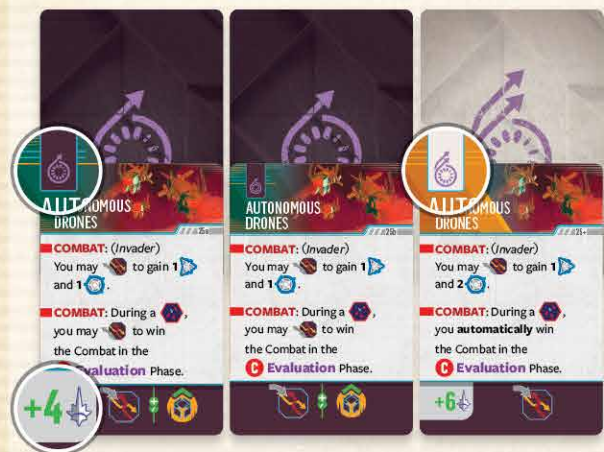 AUTONOMOUS
DRONES
25a
COMBAT: (Invader)
You may to gain 1
and 1 .
COMBAT: During a ,
you may to win
the Combat in the
C Evaluation Phase.
+4
AUTONOMOUS
DRONES
25b
COMBAT: (Invader)
You may to gain 1
and 1 .
COMBAT: During a ,
you may to win
the Combat in the
C Evaluation Phase.
AUTONOMOUS
DRONES
25+
COMBAT: (Invader)
You may to gain 1
and 2 .
COMBAT: During a ,
you automatically win
the Combat in the
C Evaluation Phase.
+6